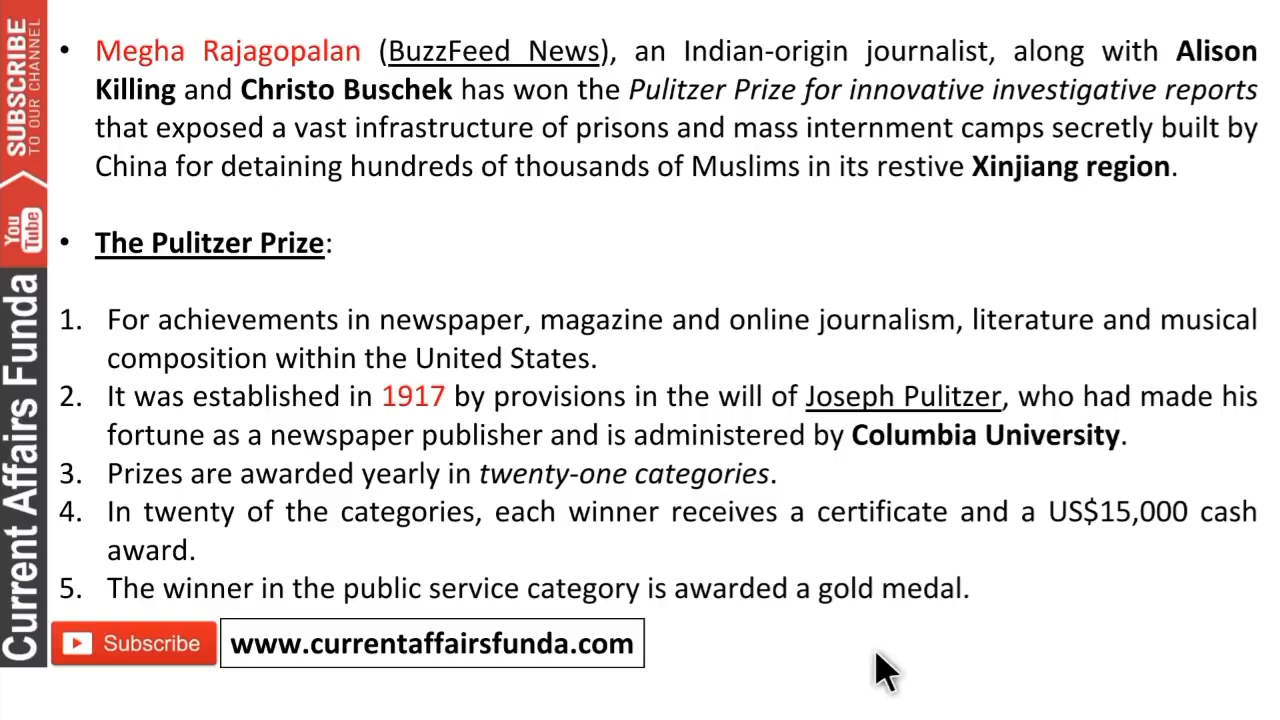 SUBSCRIBE
TO OUR CHANNEL
You
Tube
Current Affairs Funda
• Megha Rajagopalan (BuzzFeed News), an Indian-origin journalist, along with Alison
Killing and Christo Buschek has won the Pulitzer Prize for innovative investigative reports
that exposed a vast infrastructure of prisons and mass internment camps secretly built by
China for detaining hundreds of thousands of Muslims in its restive Xinjiang region.
• The Pulitzer Prize:
1. For achievements in newspaper, magazine and online journalism, literature and musical
composition within the United States.
2. It was established in 1917 by provisions in the will of Joseph Pulitzer, who had made his
fortune as a newspaper publisher and is administered by Columbia University.
3. Prizes are awarded yearly in twenty-one categories.
4. In twenty of the categories, each winner receives a certificate and a US$15,000 cash
award.
5. The winner in the public service category is awarded a gold medal.
Subscribe
www.currentaffairsfunda.com